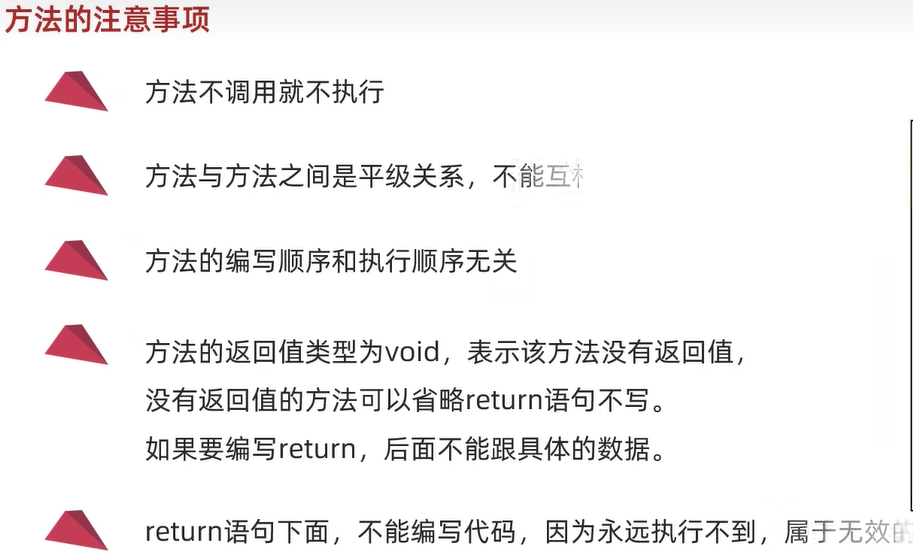 方法的注意事项
方法不调用就不执行
方法与方法之间是平级关系，不能互
方法的编写顺序和执行顺序无关
方法的返回值类型为void，表示该方法没有返回值，
没有返回值的方法可以省略return语句不写。
如果要编写return，后面不能跟具体的数据。
return语句下面，不能编写代码，因为永远执行不到，属于无效的